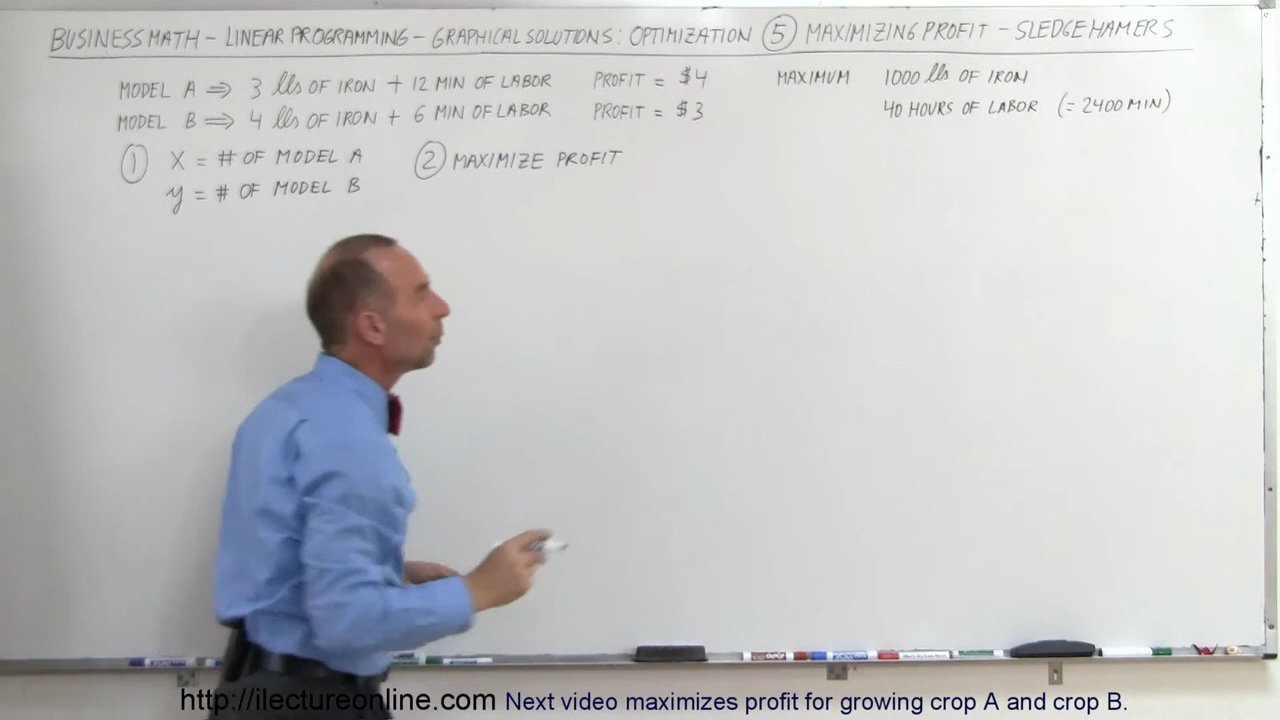 BUSINESS MATH – LINEAR PROGRAMMING – GRAPHICAL SOLUTIONS: OPTIMIZATION ⑤ MAXIMIZING PROFIT – SLEDGE HAMERS
MODEL A ⇒ 3 lbs OF IRON + 12 MIN OF LABOR PROFIT = $4 MAXIMUM 1000 lbs OF IRON
MODEL B ⇒ 4 lbs OF IRON + 6 MIN OF LABOR PROFIT = $3 40 HOURS OF LABOR (= 2400 MIN)
① X = # OF MODEL A ② MAXIMIZE PROFIT
y = # OF MODEL B
http://ilectureonline.com Next video maximizes profit for growing crop A and crop B.